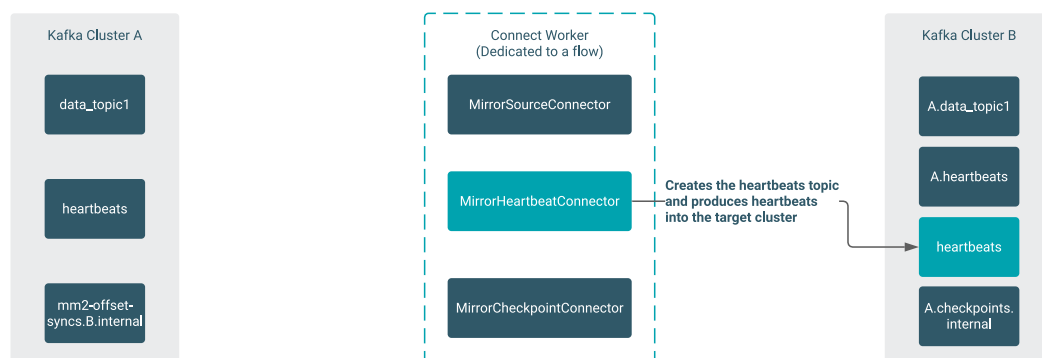 Kafka Cluster A
data_topic1
heartbeats
mm2-offset-
syncs.B.internal
Connect Worker
(Dedicated to a flow)
MirrorSourceConnector
MirrorHeartbeatConnector
MirrorCheckpointConnector
Creates the heartbeats topic
and produces heartbeats
into the target cluster
Kafka Cluster B
A.data_topic1
A.heartbeats
heartbeats
A.checkpoints.
internal